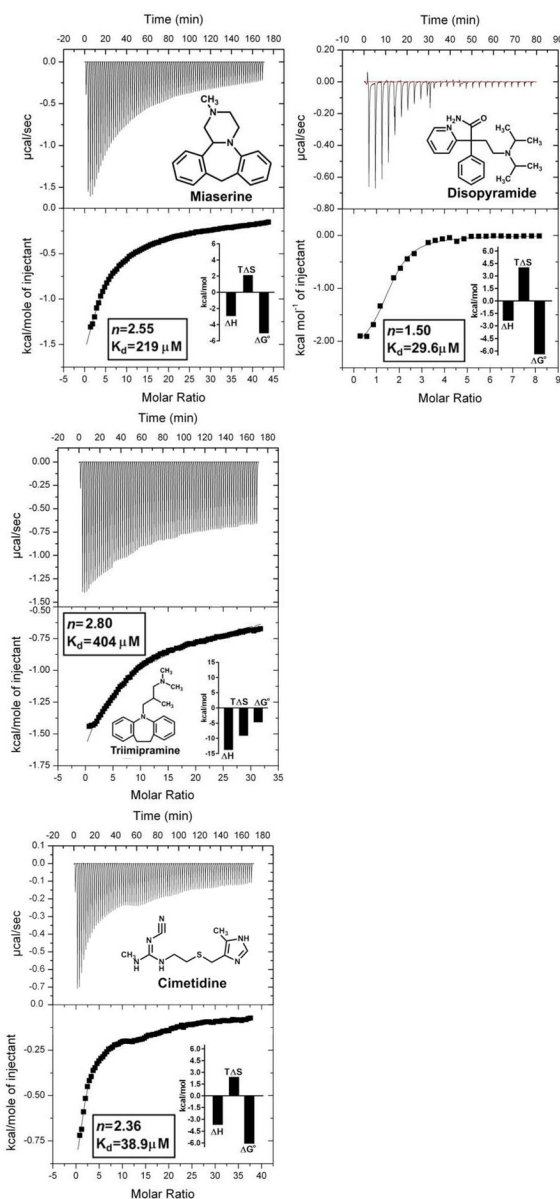 Time (min)
-20 0 20 40 60 80 100 120 140 160 180
0.0
-0.5
-1.0
-1.5
µcal/sec
CH₃
N
N
Miaserine
0.0
-0.5
-1.0
-1.5
kcal/mole of injectant
n=2.55
K_d=219 µM
6
4
2
0
-2
-4
-6
kcal/mol
TΔS
ΔH
ΔG°
-5 0 5 10 15 20 25 30 35 40 45
Molar Ratio
Time (min)
-10 0 10 20 30 40 50 60 70 80 90
0.20
0.00
-0.20
-0.40
-0.60
-0.80
µcal/sec
H₂N
O
N
N
CH₃
CH₃
CH₃
CH₃
Disopyramide
0.00
-1.00
-2.00
kcal mol⁻¹ of injectant
n=1.50
K_d=29.6µM
6.0
4.5
3.0
1.5
0.0
-1.5
-3.0
-4.5
-6.0
kcal/mol
TΔS
ΔH
ΔG°
-1 0 1 2 3 4 5 6 7 8 9
Molar Ratio
Time (min)
-20 0 20 40 60 80 100 120 140 160 180
0.00
-0.25
-0.50
-0.75
-1.00
-1.25
-1.50
µcal/sec
-0.50
-0.75
-1.00
-1.25
-1.50
-1.75
kcal/mole of injectant
n=2.80
K_d=404 µM
CH₃
N
CH₃
CH₃
N
Triimipramine
15
10
5
0
-5
-10
-15
kcal/mol
TΔS
ΔG°
ΔH
-5 0 5 10 15 20 25 30 35
Molar Ratio
Time (min)
-20 0 20 40 60 80 100 120 140 160 180
0.1
0.0
-0.1
-0.2
-0.3
-0.4
-0.5
-0.6
-0.7
0.0
µcal/sec
N
N
CH₃
N
H
N
H
S
CH₃
NH
N
Cimetidine
-0.25
-0.50
-0.75
kcal/mole of injectant
n=2.36
K_d=38.9µM
6.0
4.5
3.0
1.5
0.0
-1.5
-3.0
-4.5
-6.0
kcal/mol
TΔS
ΔH
ΔG°
-5 0 5 10 15 20 25 30 35 40
Molar Ratio